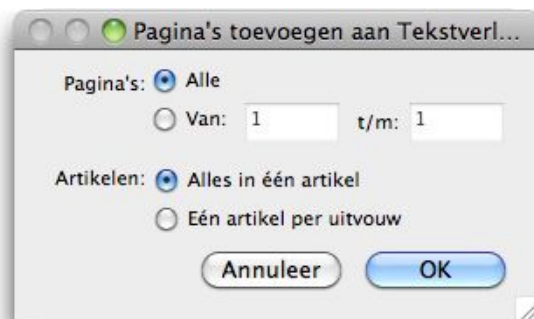 Pagina's toevoegen aan Tekstverl...
Pagina's: Alle
Van: 1 t/m: 1
Artikelen: Alles in één artikel
Eén artikel per uitvouw
Annuleer OK